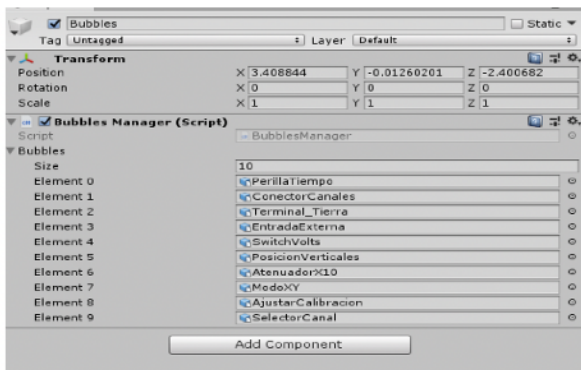 Bubbles Static
Tag Untagged Layer Default
Transform
Position X 3.408844 Y -0.01260201 Z -2.400682
Rotation X 0 Y 0 Z 0
Scale X 1 Y 1 Z 1
Bubbles Manager (Script)
Script BubblesManager
Bubbles
Size 10
Element 0 PerillaTiempo
Element 1 ConectorCanales
Element 2 Terminal_Tierra
Element 3 EntradaExterna
Element 4 SwitchVolts
Element 5 PosicionVerticales
Element 6 AtenuadorX10
Element 7 ModoXY
Element 8 AjustarCalibracion
Element 9 SelectorCanal
Add Component